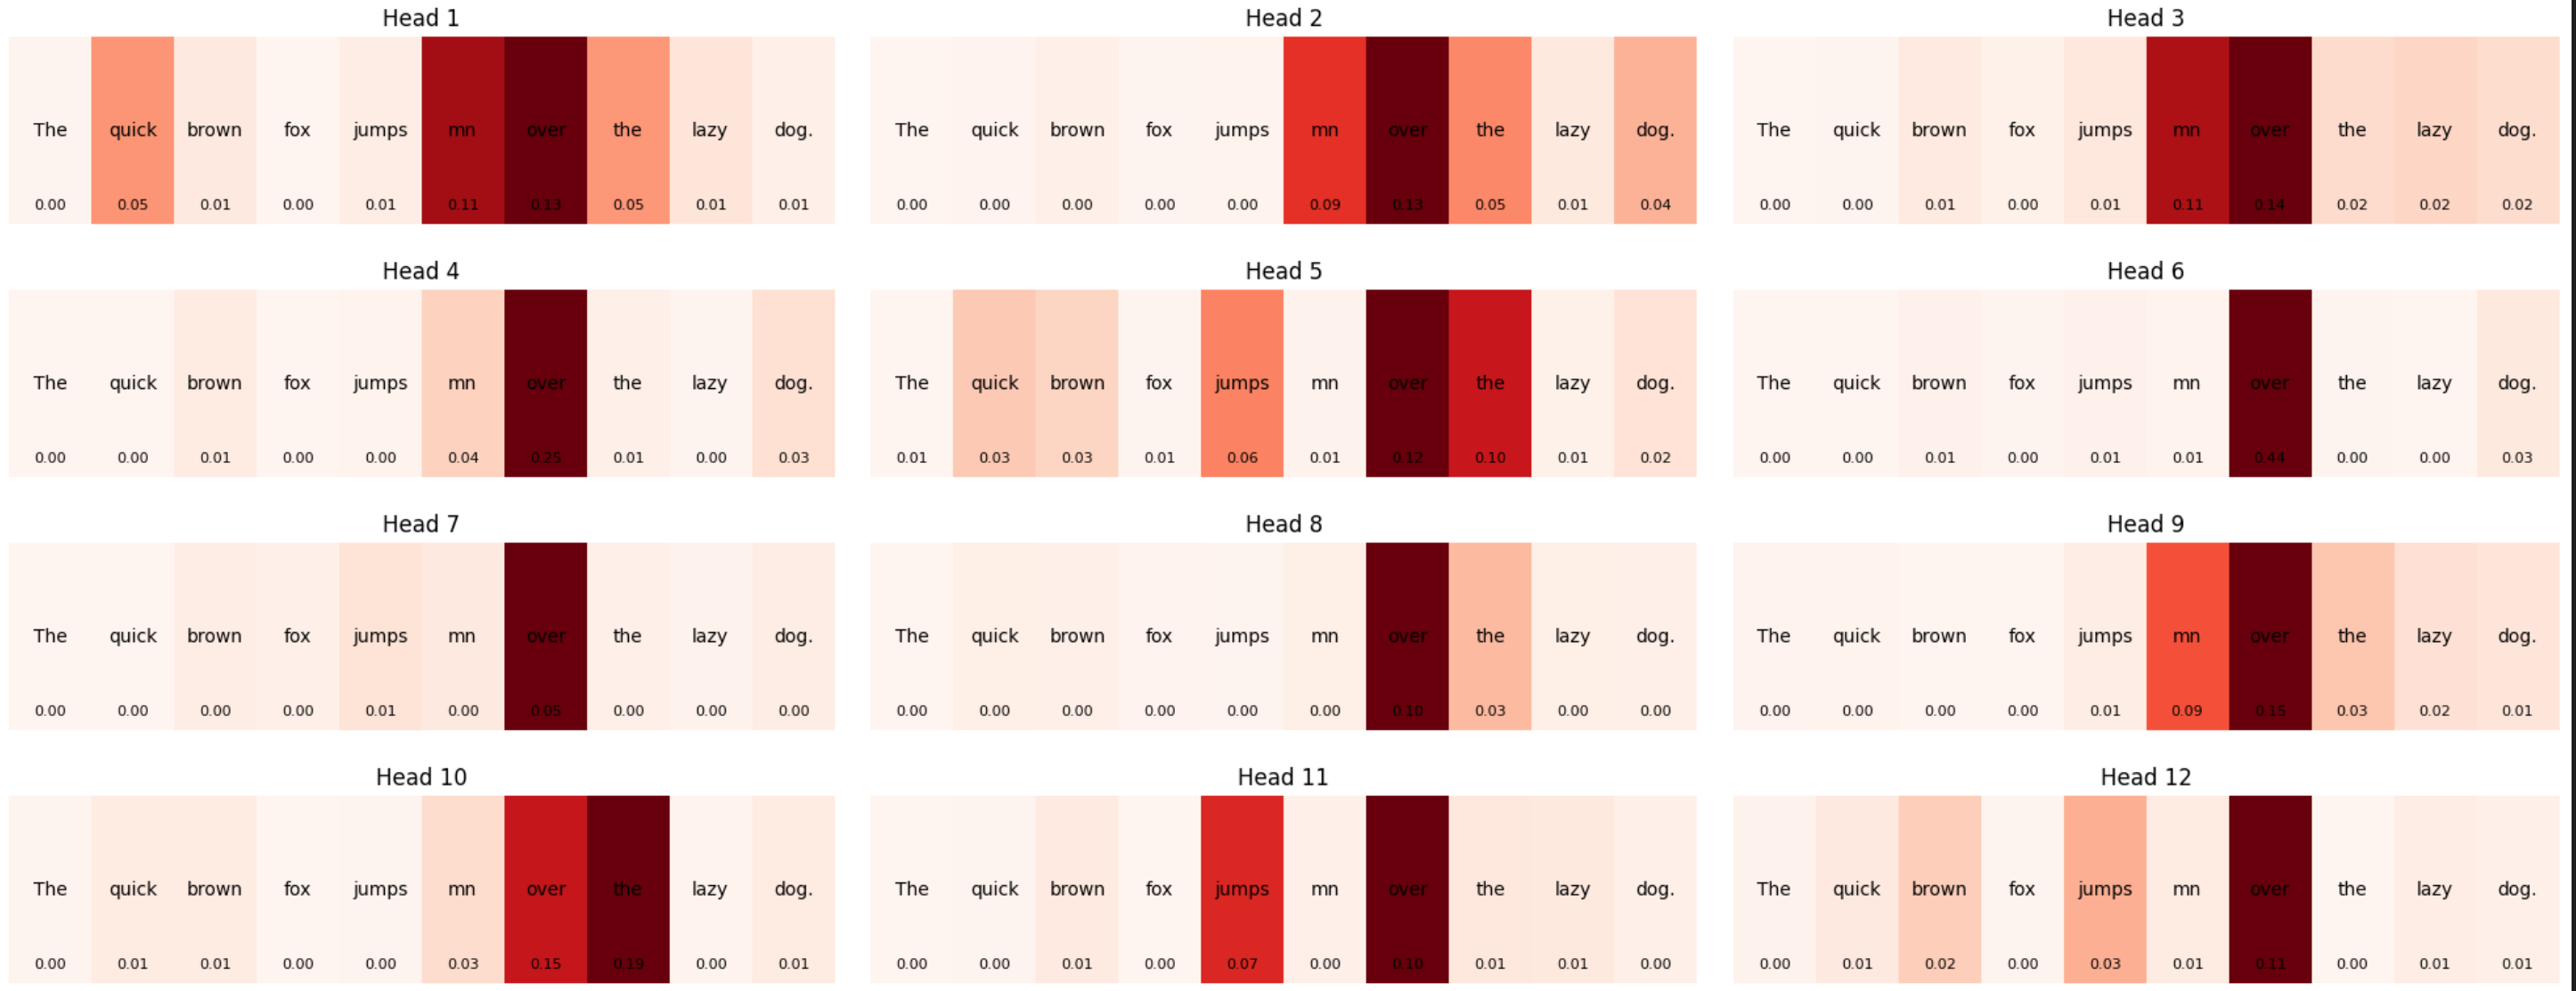 Head 1 Head 2 Head 3
The quick brown fox jumps mn over the lazy dog. The quick brown fox jumps mn over the lazy dog. The quick brown fox jumps mn over the lazy dog.
0.00 0.05 0.01 0.00 0.01 0.11 0.13 0.05 0.01 0.01 0.00 0.00 0.00 0.00 0.00 0.09 0.13 0.05 0.01 0.04 0.00 0.00 0.01 0.00 0.01 0.11 0.14 0.02 0.02 0.02
Head 4 Head 5 Head 6
The quick brown fox jumps mn over the lazy dog. The quick brown fox jumps mn over the lazy dog. The quick brown fox jumps mn over the lazy dog.
0.00 0.00 0.01 0.00 0.00 0.04 0.25 0.01 0.00 0.03 0.01 0.03 0.03 0.01 0.06 0.01 0.12 0.10 0.01 0.02 0.00 0.00 0.01 0.00 0.01 0.01 0.44 0.00 0.00 0.03
Head 7 Head 8 Head 9
The quick brown fox jumps mn over the lazy dog. The quick brown fox jumps mn over the lazy dog. The quick brown fox jumps mn over the lazy dog.
0.00 0.00 0.00 0.00 0.01 0.00 0.05 0.00 0.00 0.00 0.00 0.00 0.00 0.00 0.00 0.00 0.10 0.03 0.00 0.00 0.00 0.00 0.00 0.00 0.01 0.09 0.15 0.03 0.02 0.01
Head 10 Head 11 Head 12
The quick brown fox jumps mn over the lazy dog. The quick brown fox jumps mn over the lazy dog. The quick brown fox jumps mn over the lazy dog.
0.00 0.01 0.01 0.00 0.00 0.03 0.15 0.19 0.00 0.01 0.00 0.00 0.01 0.00 0.07 0.00 0.10 0.01 0.01 0.00 0.00 0.01 0.02 0.00 0.03 0.01 0.11 0.00 0.01 0.01